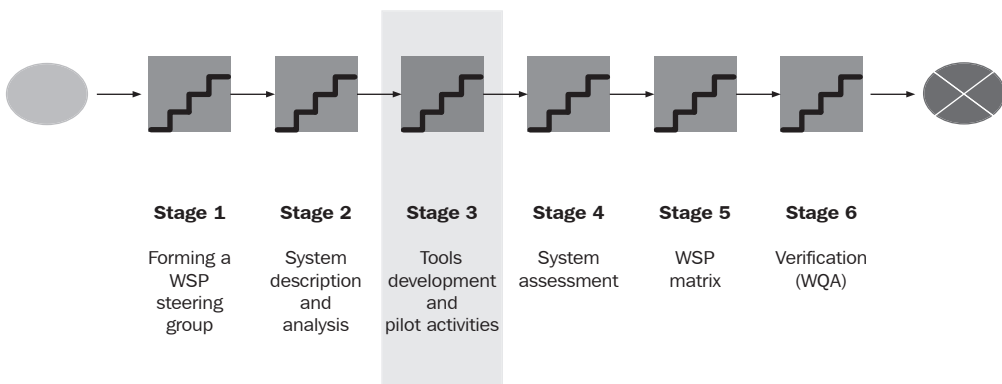 Stage 1
Forming a
WSP
steering
group
Stage 2
System
description
and
analysis
Stage 3
Tools
development
and
pilot activities
Stage 4
System
assessment
Stage 5
WSP
matrix
Stage 6
Verification
(WQA)